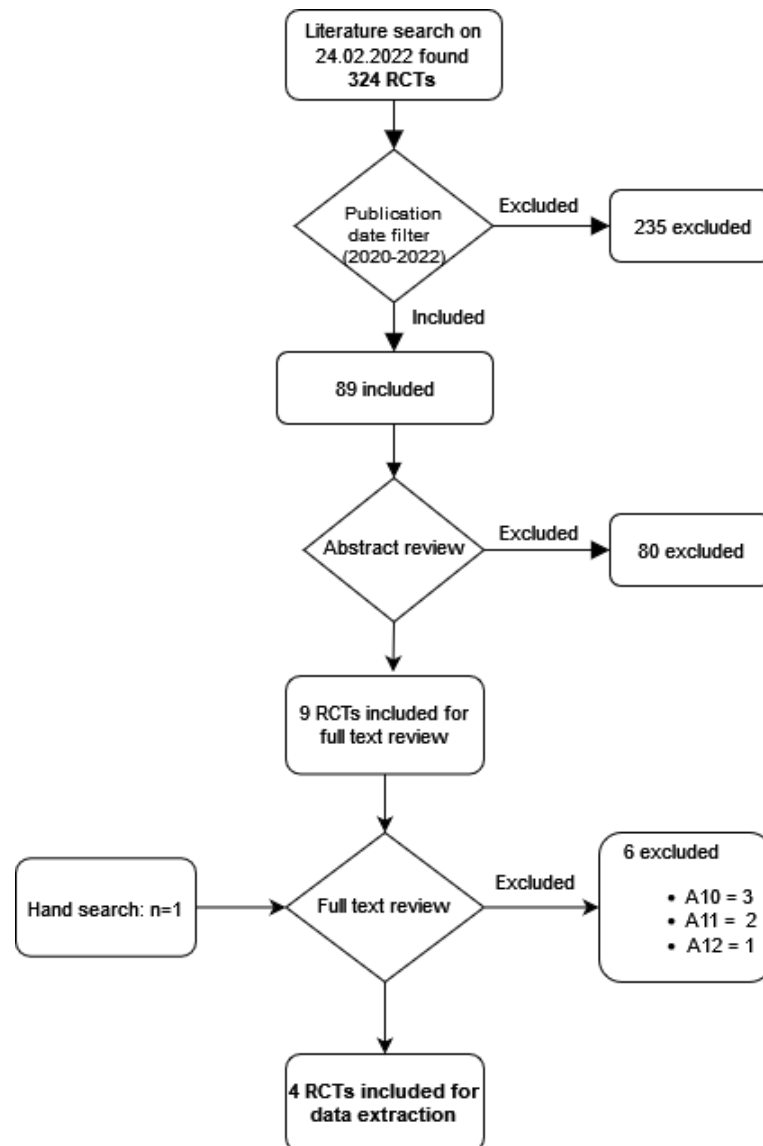 Literature search on
24.02.2022 found
324 RCTs
Publication
date filter
(2020-2022)
Excluded
235 excluded
Included
89 included
Abstract review
Excluded
80 excluded
9 RCTs included for
full text review
Hand search: n=1
Full text review
Excluded
6 excluded
• A10 = 3
• A11 = 2
• A12 = 1
4 RCTs included for
data extraction